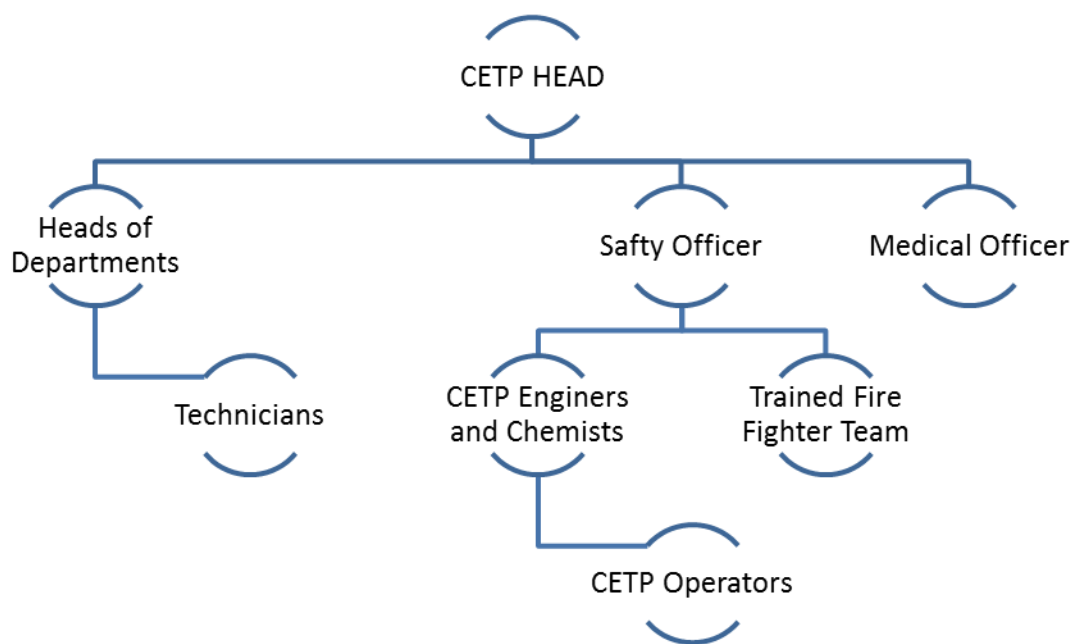 CETP HEAD
Heads of
Departments
Safty Officer
Medical Officer
Technicians
CETP Enginers
and Chemists
Trained Fire
Fighter Team
CETP Operators